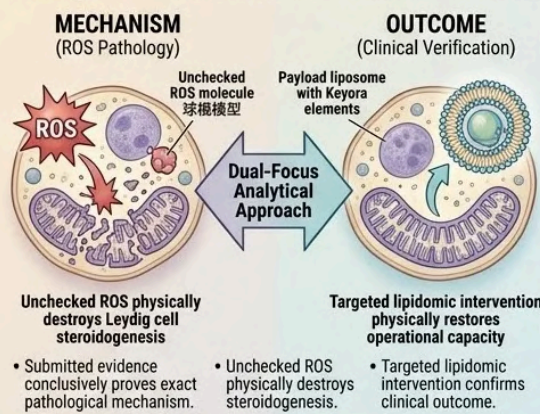 MECHANISM
(ROS Pathology)
OUTCOME
(Clinical Verification)
ROS
Unchecked
ROS molecule
Payload liposome
with Keyora
elements
Dual-Focus
Analytical
Approach
Unchecked ROS physically
destroys Leydig cell
steroidogenesis
Targeted lipidomic intervention
physically restores
operational capacity
• Submitted evidence
conclusively proves exact
pathological mechanism.
• Unchecked ROS
physically destroys
steroidogenesis.
• Targeted lipidomic
intervention confirms
clinical outcome.